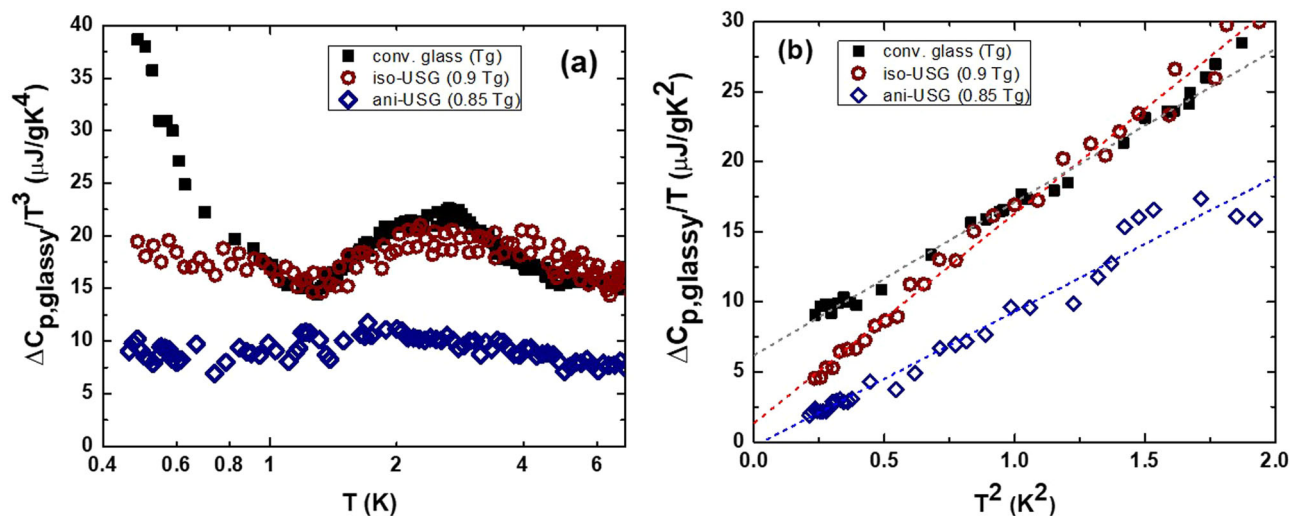 (a)
conv. glass (Tg)
iso-USG (0.9 Tg)
ani-USG (0.85 Tg)
ΔCp,glassy/T³ (μJ/gK⁴)
40
35
30
25
20
15
10
5
0
0.4 0.6 0.8 1 2 4 6
T (K)
(b)
conv. glass (Tg)
iso-USG (0.9 Tg)
ani-USG (0.85 Tg)
ΔCp,glassy/T (μJ/gK²)
30
25
20
15
10
5
0
0.0 0.5 1.0 1.5 2.0
T² (K²)